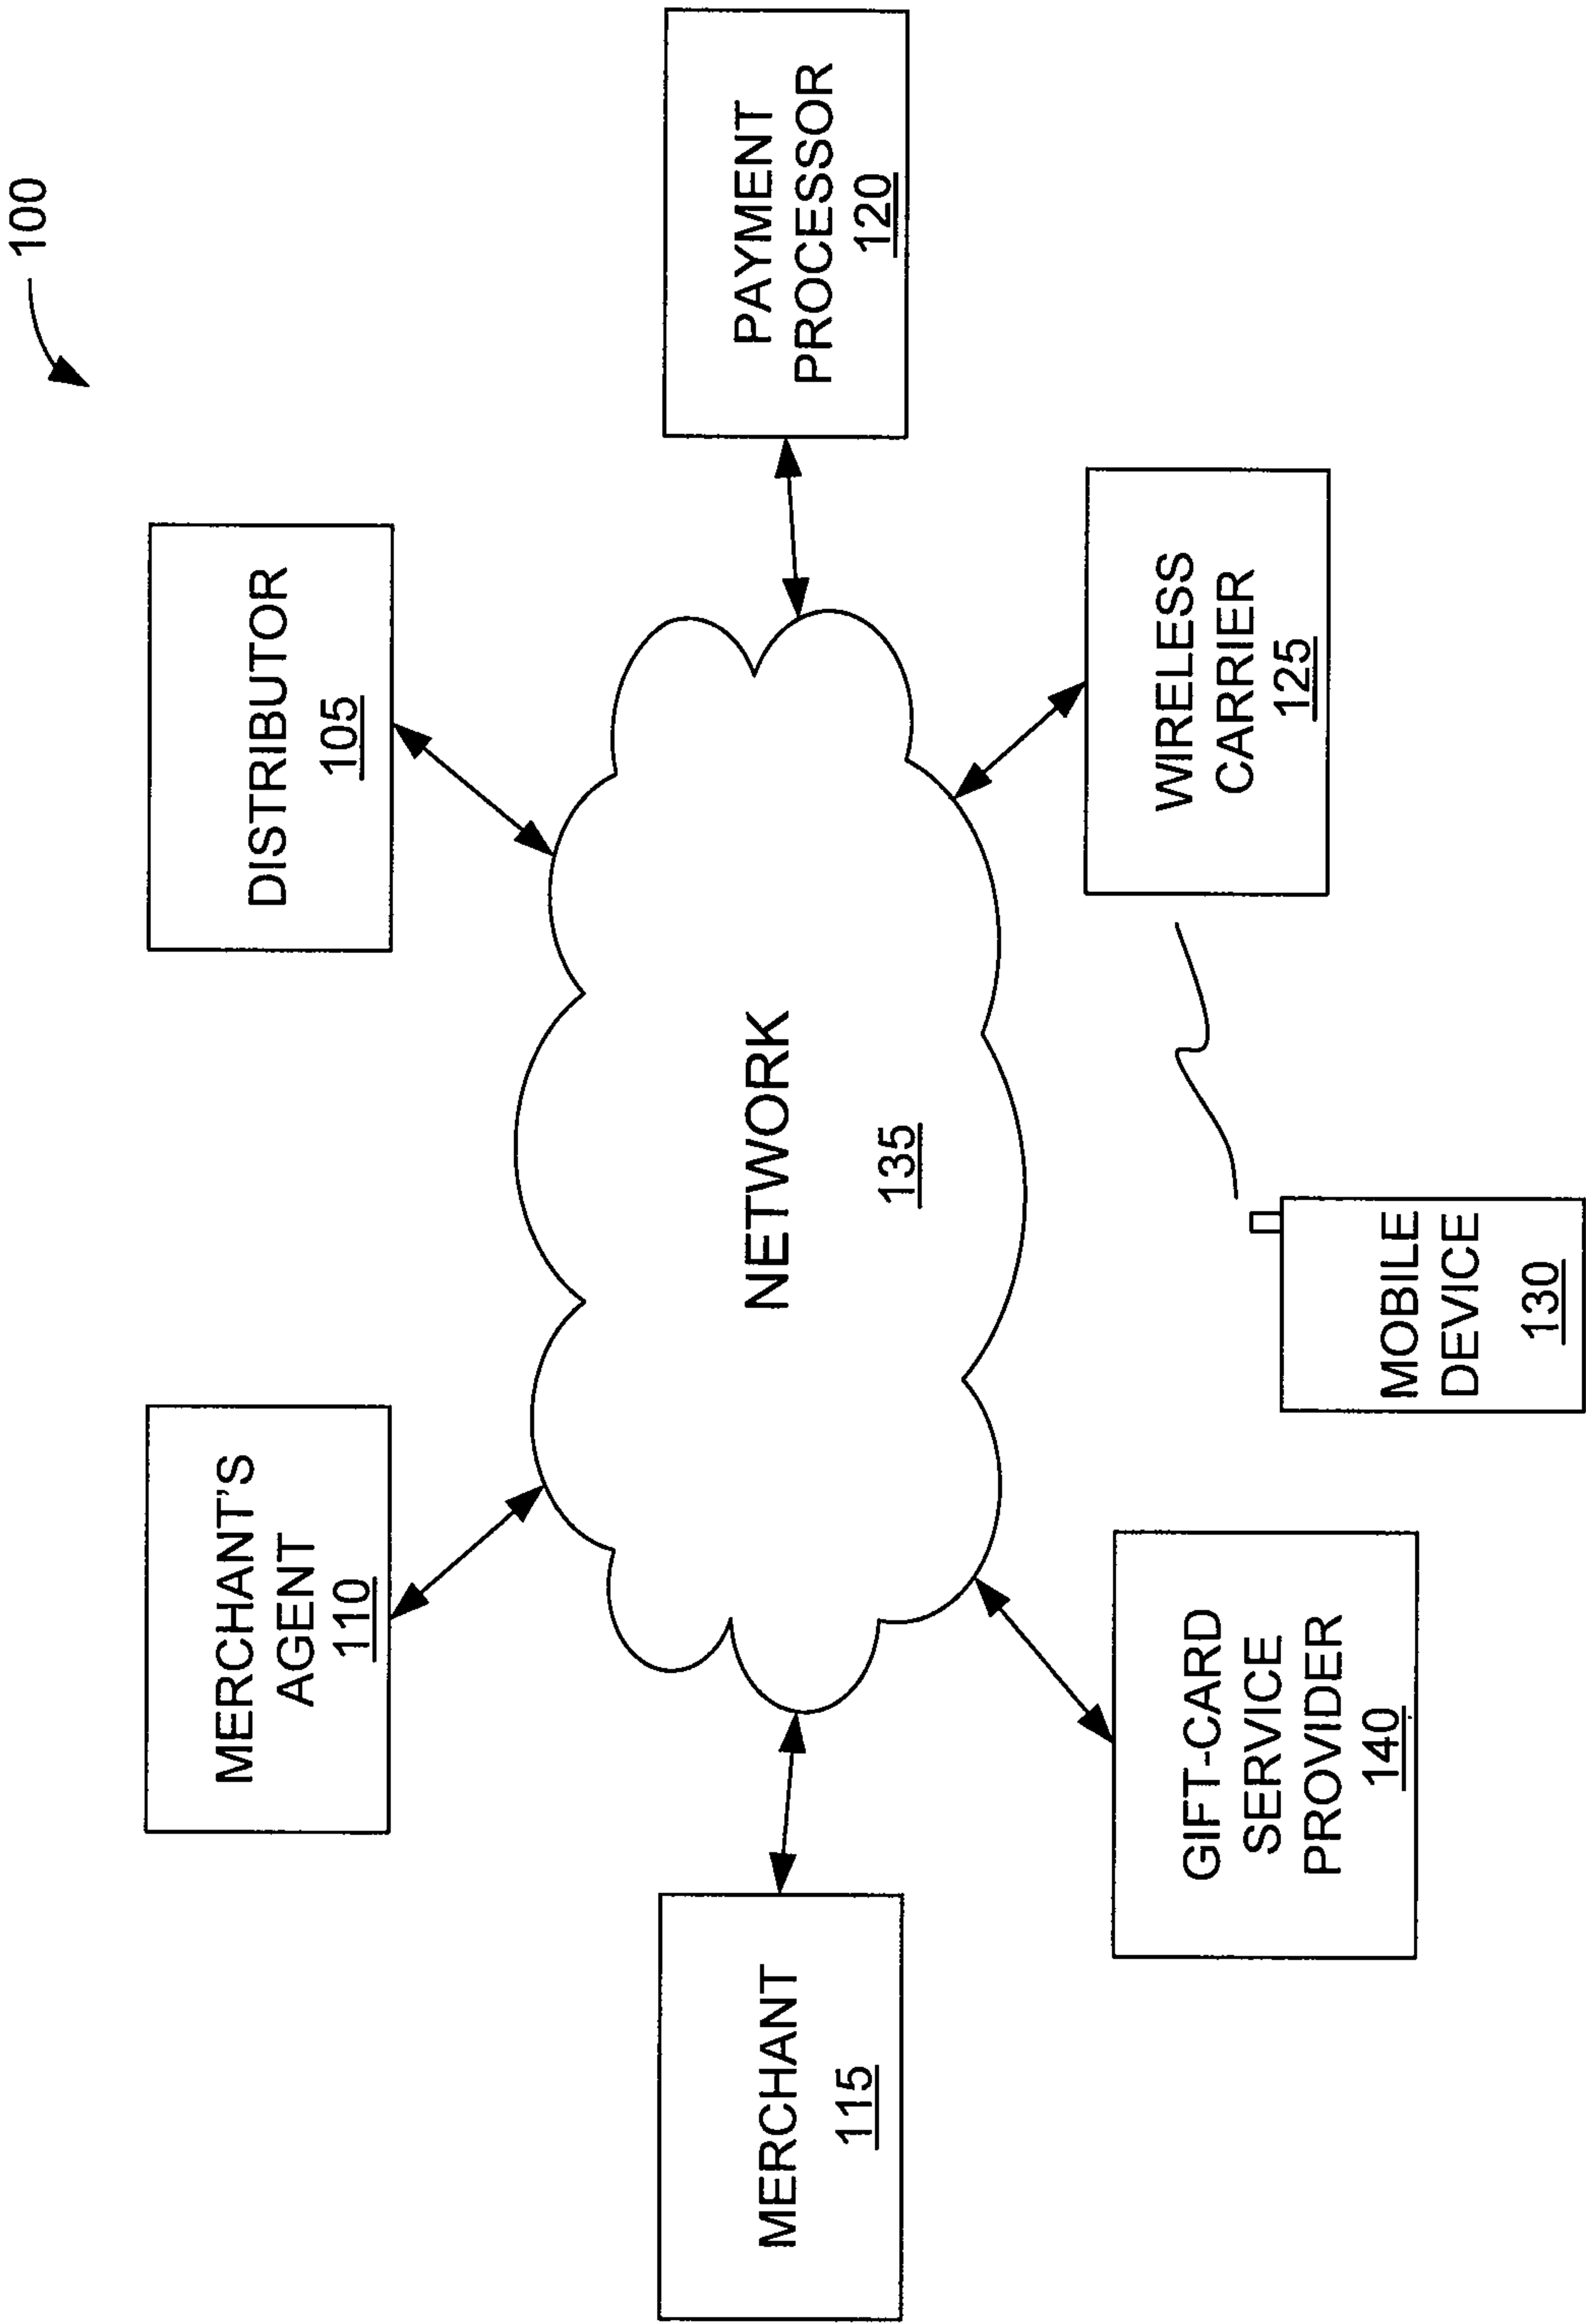 100
MERCHANT'S
AGENT
110
DISTRIBUTOR
105
MERCHANT
115
NETWORK
135
PAYMENT
PROCESSOR
120
GIFT-CARD
SERVICE
PROVIDER
140
WIRELESS
CARRIER
125
MOBILE
DEVICE
130